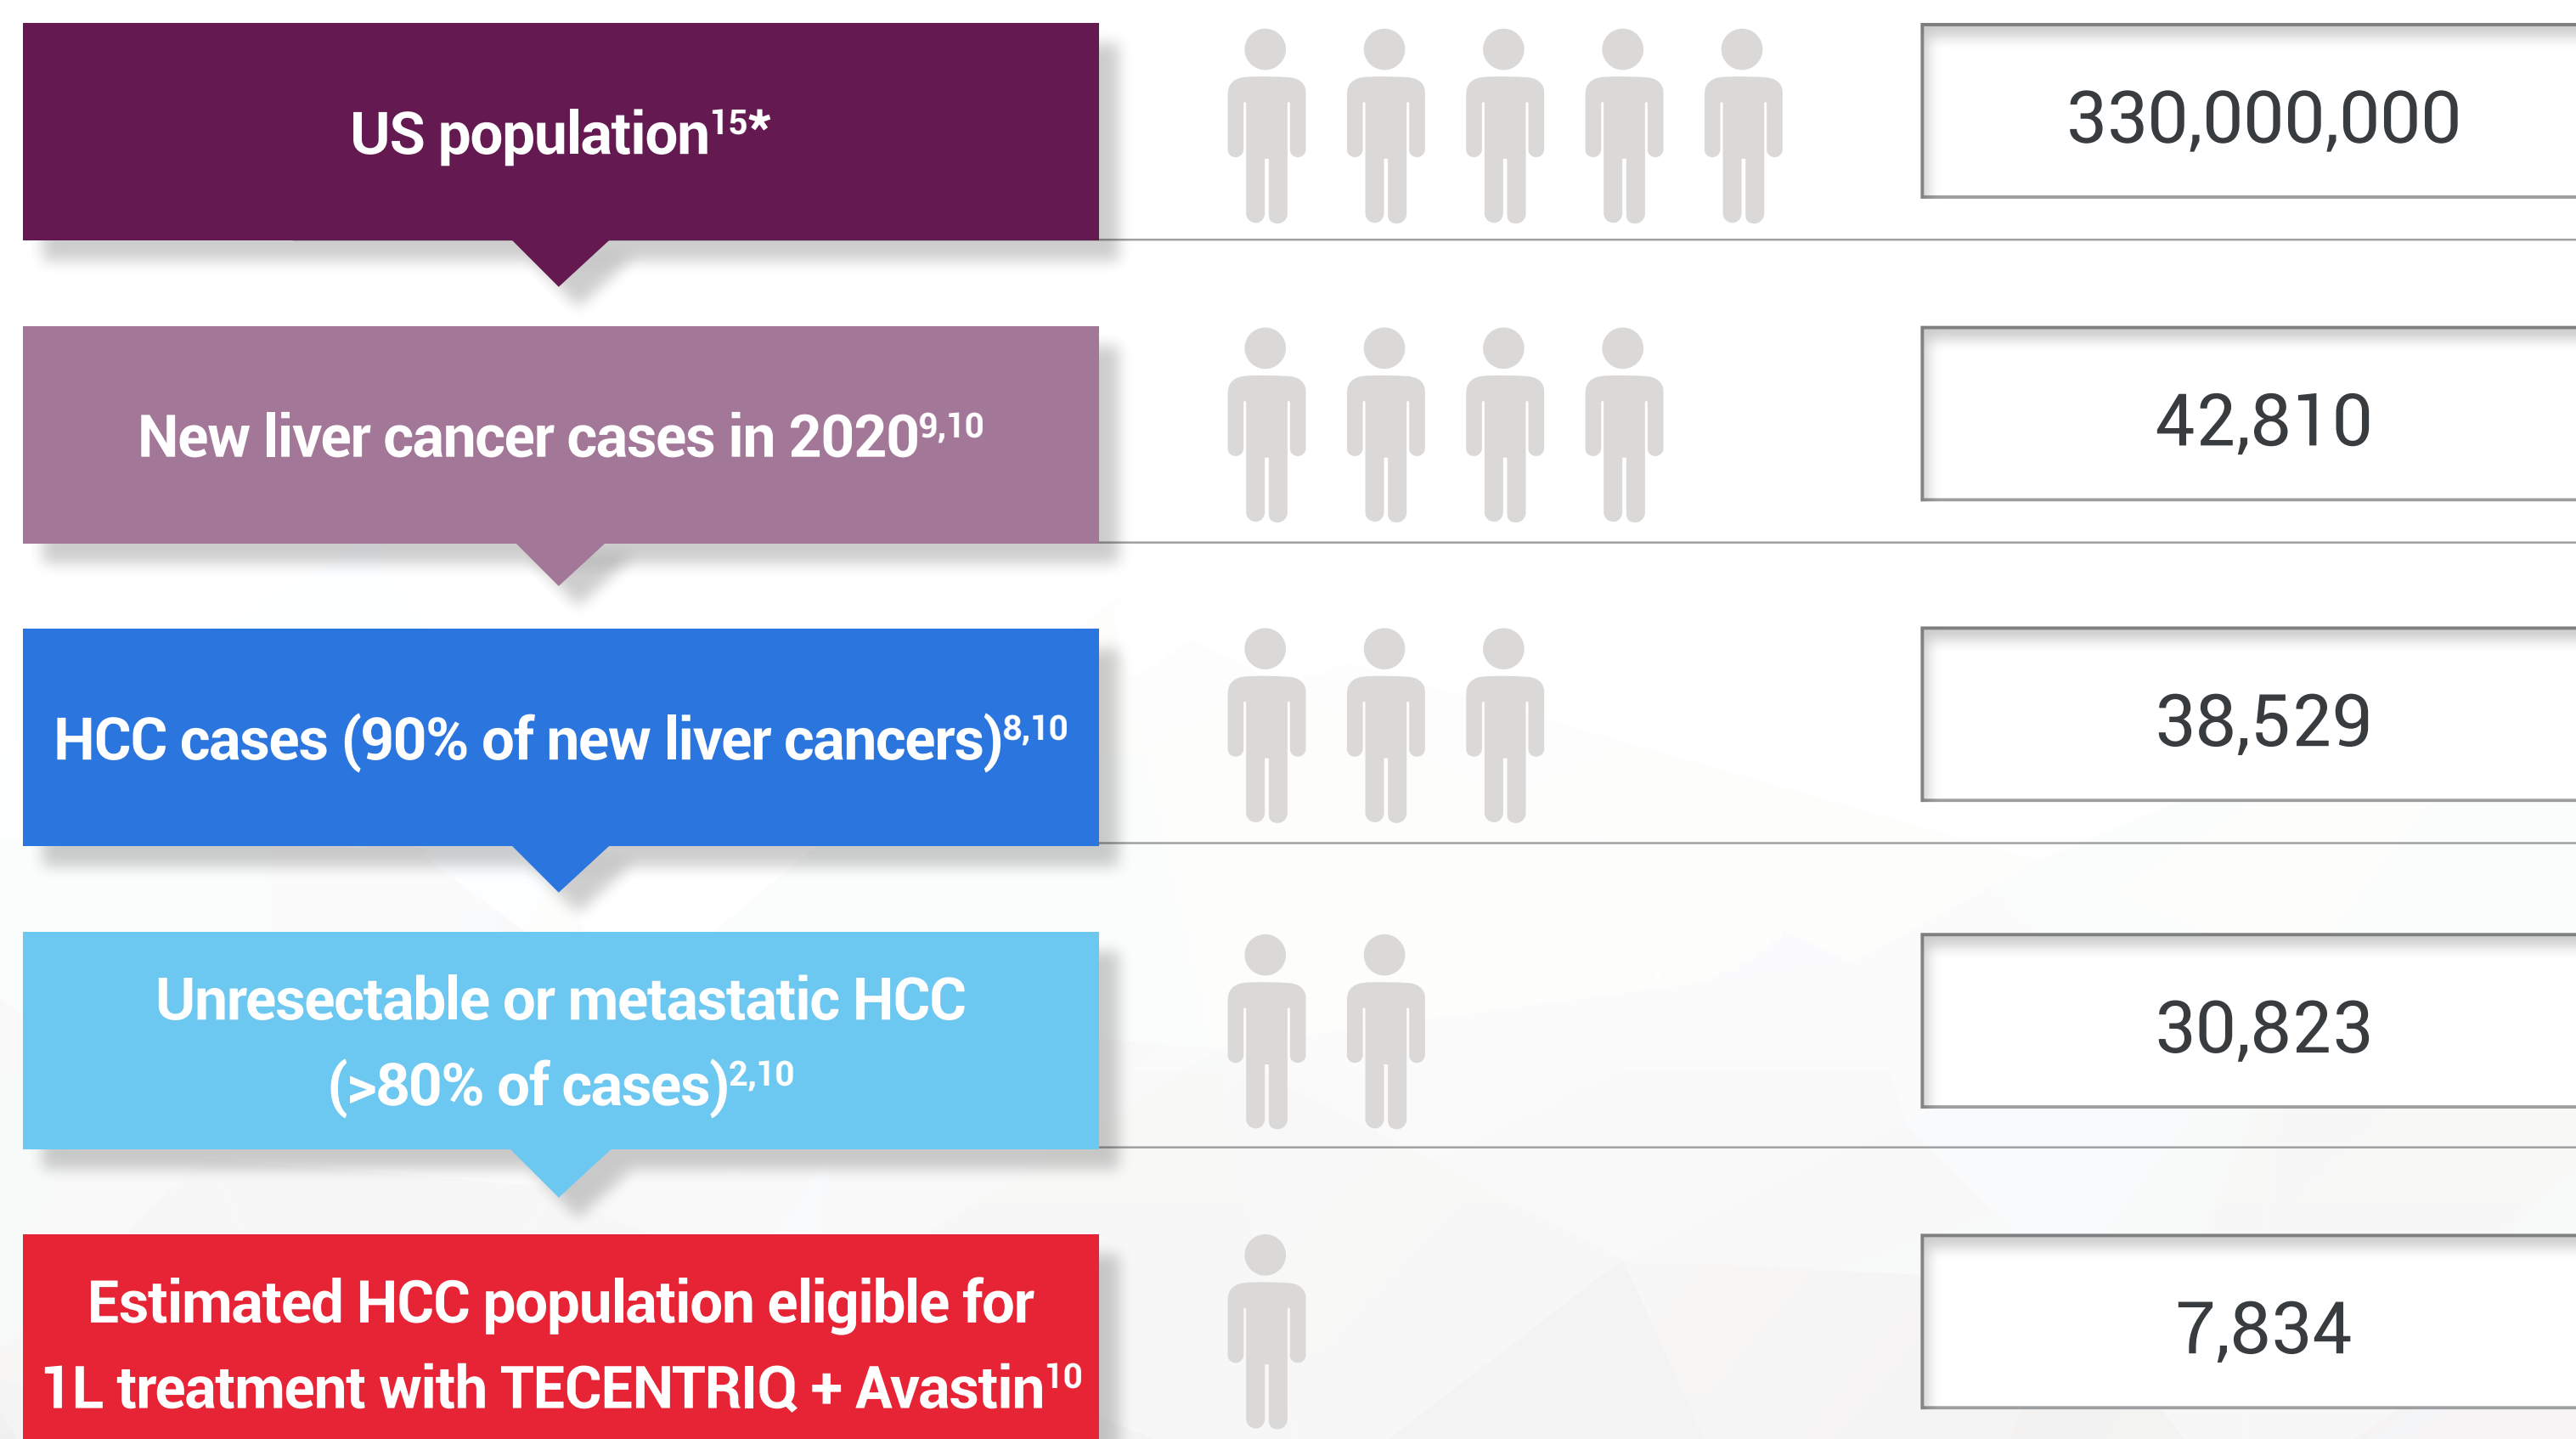 US population15*
330,000,000
New liver cancer cases in 20209,10
42,810
HCC cases (90% of new liver cancers)8,10
38,529
Unresectable or metastatic HCC
(>80% of cases)2,10
30,823
Estimated HCC population eligible for
1L treatment with TECENTRIQ + Avastin10
7,834